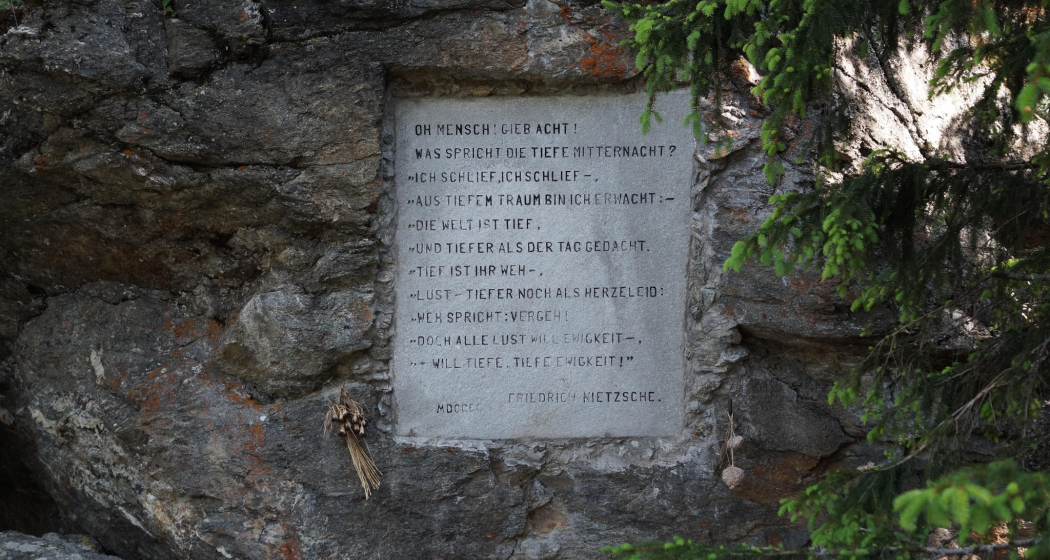 OH MENSCH! GIEB ACHT!
WAS SPRICHT DIE TIEFE MITTERNACHT?
"ICH SCHLIEF, ICH SCHLIEF—,
"AUS TIEFEM TRAUM BIN ICH ERWACHT:—
"DIE WELT IST TIEF,
"UND TIEFER ALS DER TAG GEDACHT.
"TIEF IST IHR WEH—,
"LUST— TIEFER NOCH ALS HERZELEID:
"WEH SPRICHT: VERGEH!
"DOCH ALLE LUST WILL EWIGKEIT—,
"—WILL TIEFE, TIEFE EWIGKEIT!"
FRIEDRICH NIETZSCHE.